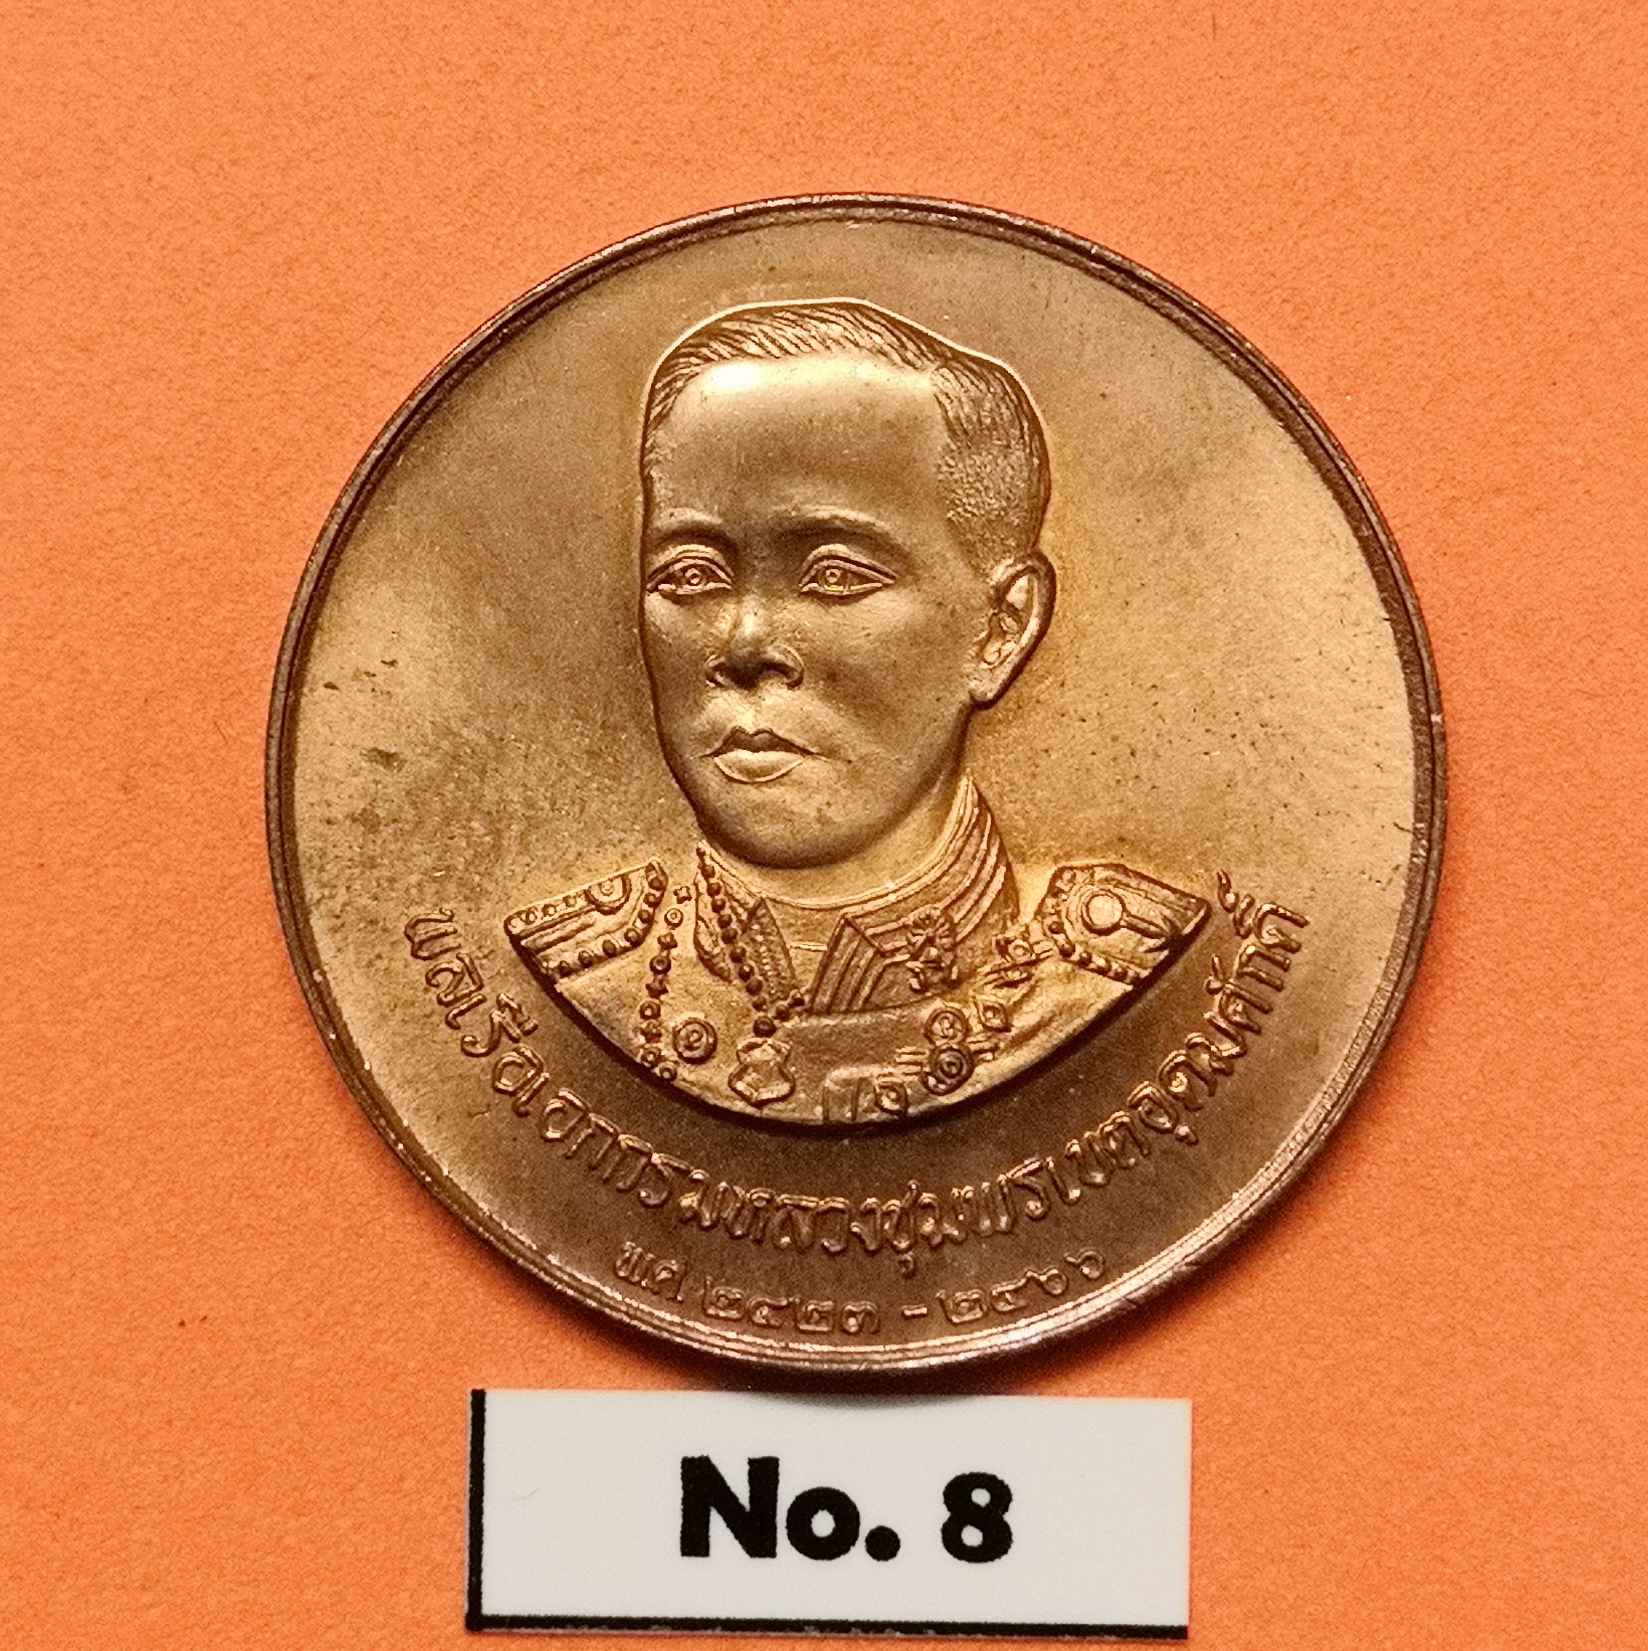 พลเรือเอกกรมหลวงชุมพรเขตอุดมศักดิ์
พ.ศ. ๒๔๒๓ - ๒๔๖๖
No. 8